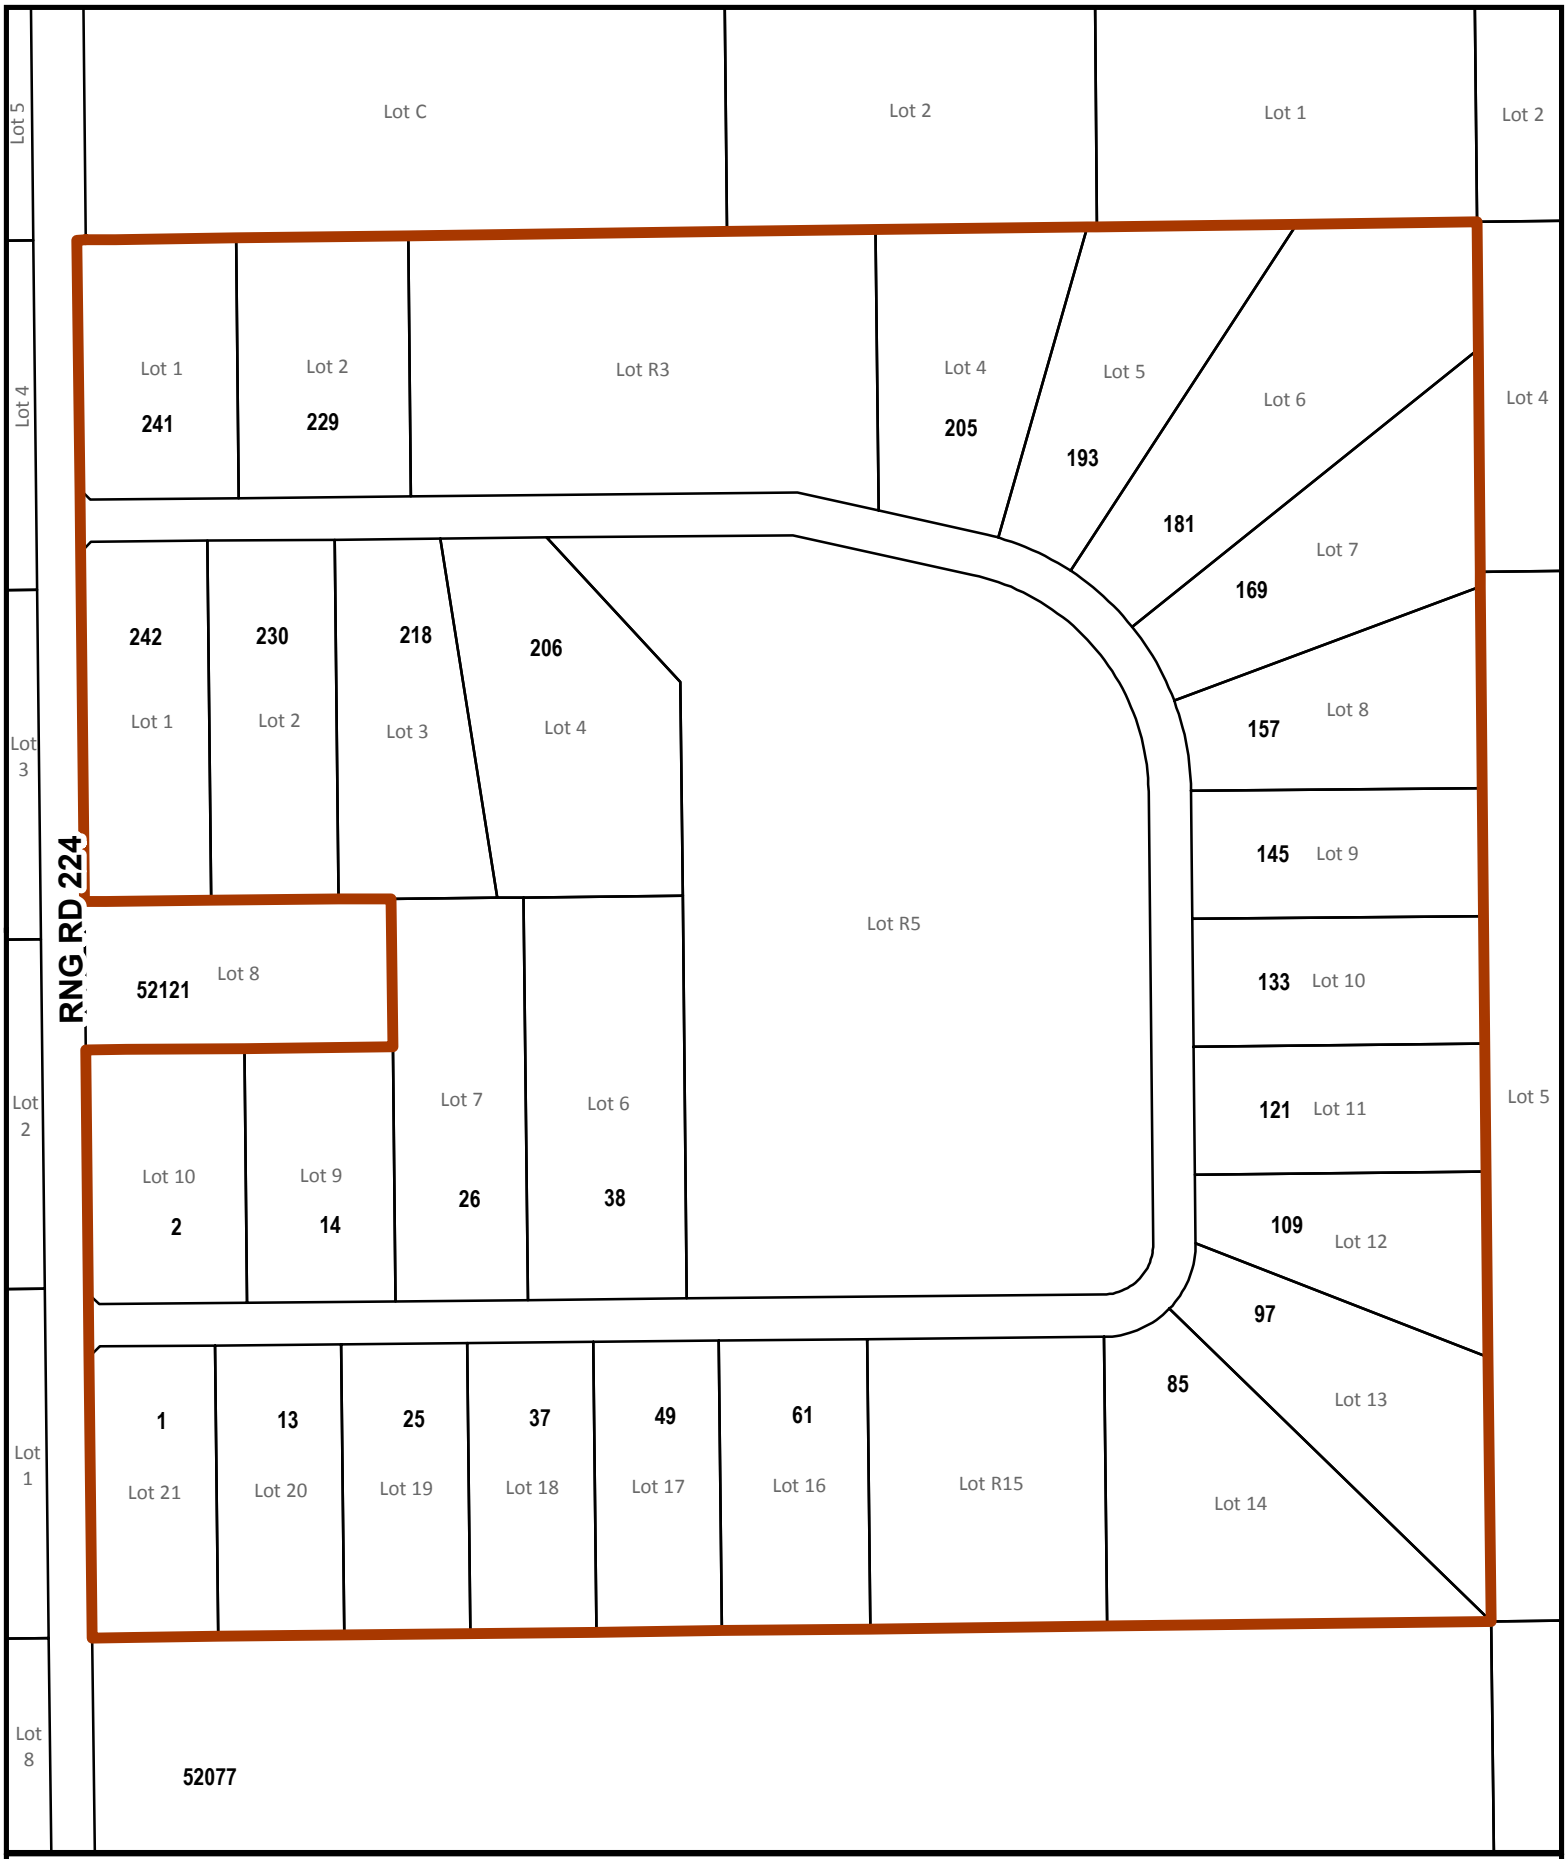 Lot 5
Lot C
Lot 2
Lot 1
Lot 2
Lot 4
Lot 1
241
Lot 2
229
Lot R3
Lot 4
205
Lot 5
193
Lot 6
181
Lot 4
Lot 7
169
242
Lot 1
230
Lot 2
218
Lot 3
206
Lot 4
Lot 8
157
Lot
3
145
Lot 9
RNG RD 224
Lot R5
52121
Lot 8
133
Lot 10
Lot
2
Lot 7
26
Lot 6
38
121
Lot 11
Lot 5
Lot 10
2
Lot 9
14
109
Lot 12
97
Lot 13
85
Lot 14
Lot
1
1
Lot 21
13
Lot 20
25
Lot 19
37
Lot 18
49
Lot 17
61
Lot 16
Lot R15
Lot
8
52077